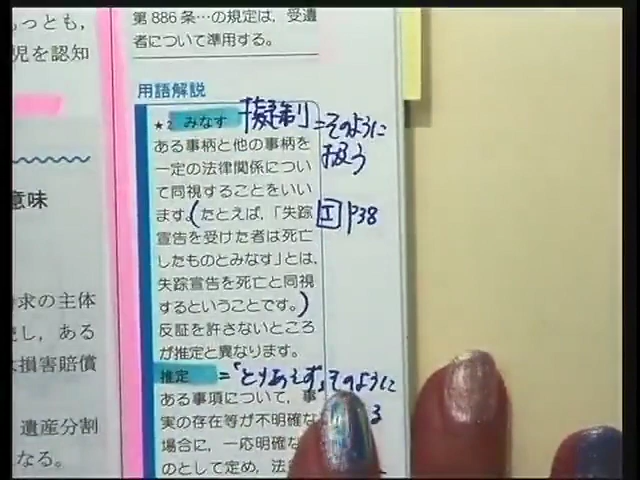 もっとも，
児を認知
意味
求の主体
し，ある
損害賠償
遺産分割
なる。
第886条…の規定は，受遺
者について準用する。
用語解説
★2 みなす 擬制＝そのように
扱う
ある事柄と他の事柄を
一定の法律関係につい
て同視することをいい
ます。(たとえば，「失踪 I P38
宣告を受けた者は死亡
したものとみなす」とは，
失踪宣告を死亡と同視
するということです。)
反証を許さないところ
が推定と異なります。
推定 ＝「とりあえず」そのように
ある事項について，事
実の存在等が不明確な
場合に，一応明確な
のとして定め，法